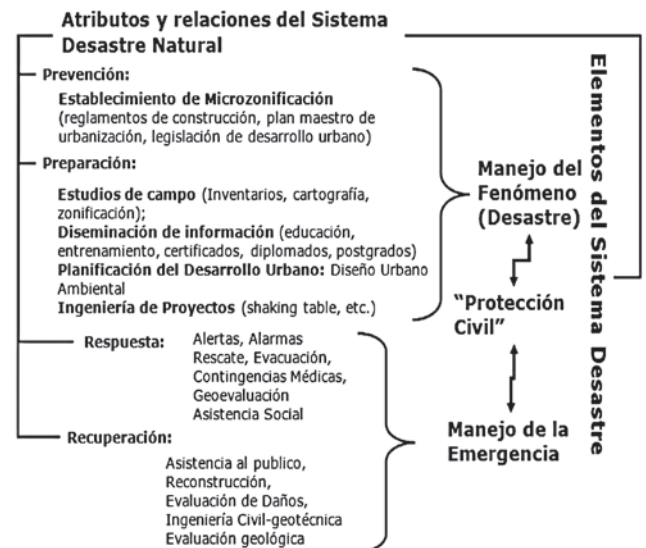 Atributos y relaciones del Sistema
Desastre Natural
Prevención:
Establecimiento de Microzonificación
(reglamentos de construcción, plan maestro de
urbanización, legislación de desarrollo urbano)
Preparación:
Estudios de campo (Inventarios, cartografía,
zonificación);
Diseminación de información (educación,
entrenamiento, certificados, diplomados, postgrados)
Planificación del Desarrollo Urbano: Diseño Urbano
Ambiental
Ingeniería de Proyectos (shaking table, etc.)
Respuesta:
Alertas, Alarmas
Rescate, Evacuación,
Contingencias Médicas,
Geoevaluación
Asistencia Social
Recuperación:
Asistencia al publico,
Reconstrucción,
Evaluación de Daños,
Ingeniería Civil-geotécnica
Evaluación geológica
Manejo del
Fenómeno
(Desastre)
“Protección
Civil”
Manejo de la
Emergencia
Elementos del Sistema Desastre